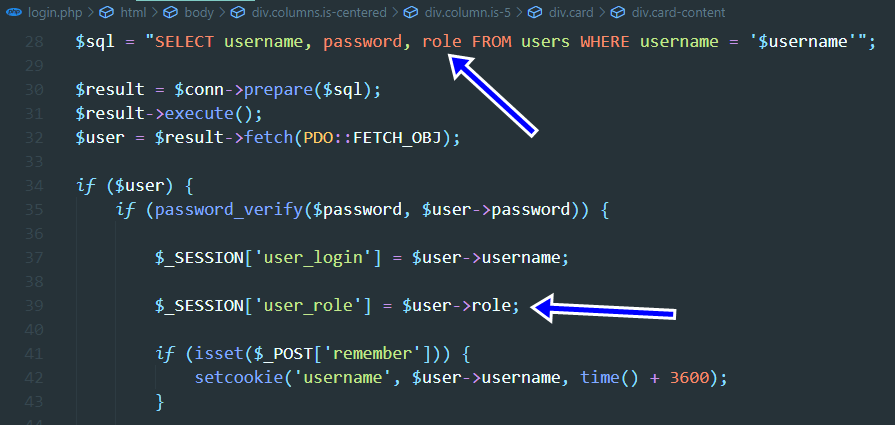 login.php > html > body > div.columns.is-centered > div.column.is-5 > div.card > div.card-content
28 $sql = "SELECT username, password, role FROM users WHERE username = '$username'";
29
30 $result = $conn->prepare($sql);
31 $result->execute();
32 $user = $result->fetch(PDO::FETCH_OBJ);
33
34 if ($user) {
35 if (password_verify($password, $user->password)) {
36
37 $_SESSION['user_login'] = $user->username;
38
39 $_SESSION['user_role'] = $user->role;
40
41 if (isset($_POST['remember'])) {
42 setcookie('username', $user->username, time() + 3600);
43 }